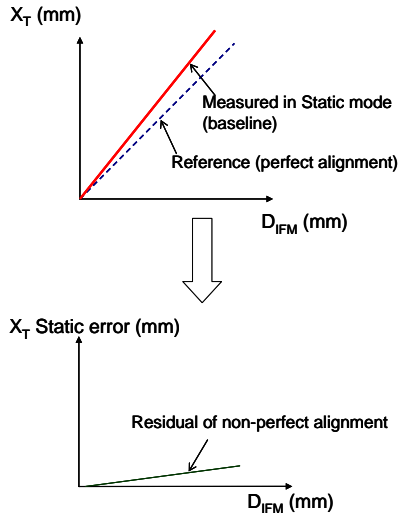 X_T (mm)
Measured in Static mode
(baseline)
Reference (perfect alignment)
D_IFM (mm)
X_T Static error (mm)
Residual of non-perfect alignment
D_IFM (mm)